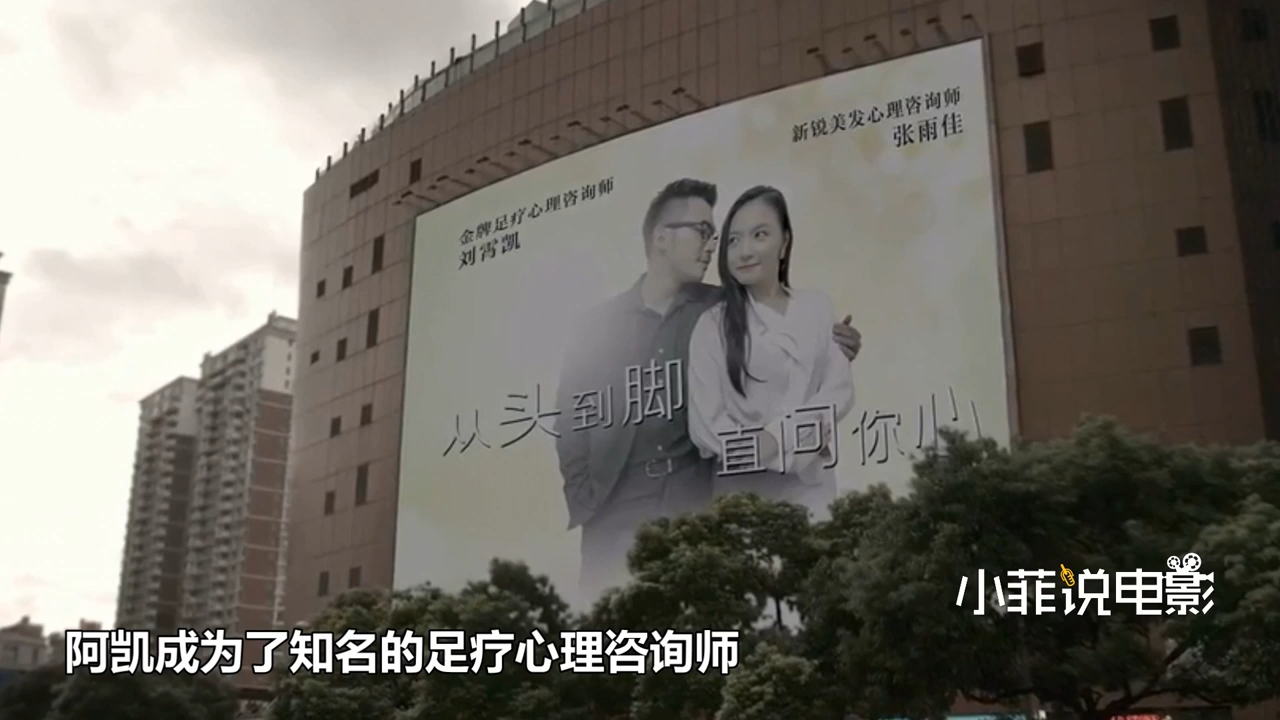 新锐美发心理咨询师
张雨佳
金牌足疗心理咨询师
刘霄凯
从头到脚
直问你心
小菲说电影
阿凯成为了知名的足疗心理咨询师